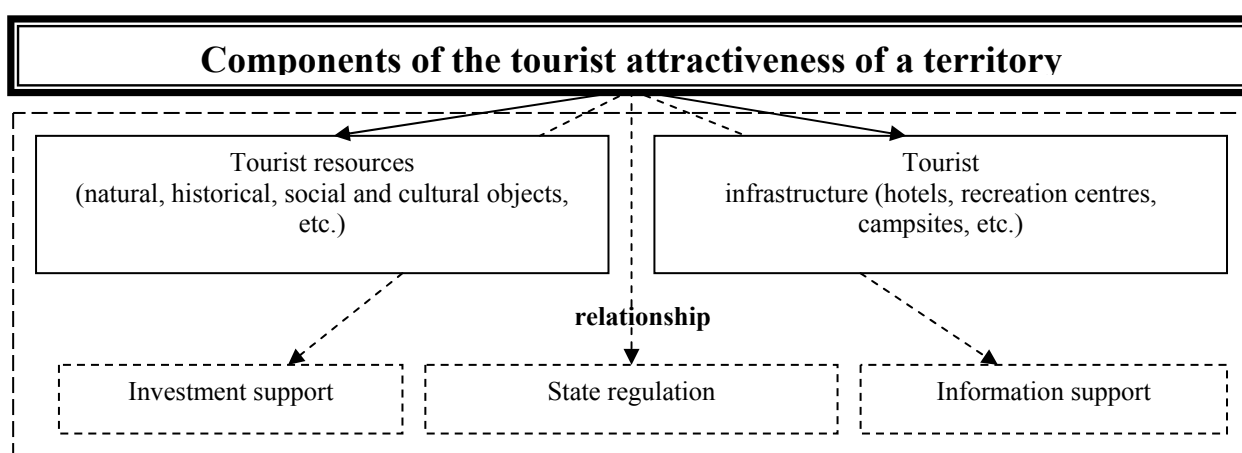 Components of the tourist attractiveness of a territory
Tourist resources
(natural, historical, social and cultural objects,
etc.)
Tourist
infrastructure (hotels, recreation centres,
campsites, etc.)
relationship
Investment support
State regulation
Information support